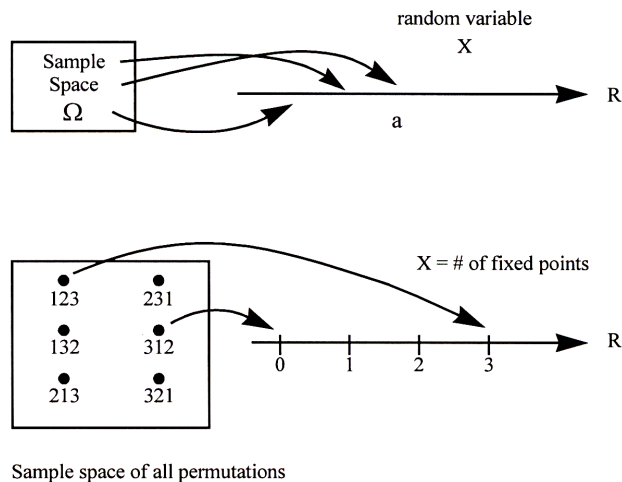 random variable
X
Sample
Space
Ω
R
a
X = # of fixed points
123 231
132 312
213 321
R
0 1 2 3
Sample space of all permutations